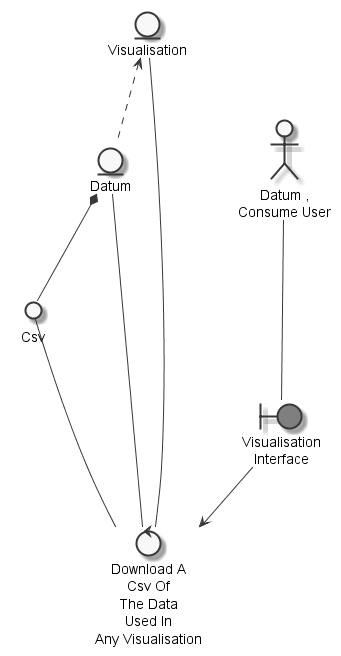 Visualisation
Datum
Datum ,
Consume User
Csv
Visualisation
Interface
Download A
Csv Of
The Data
Used In
Any Visualisation